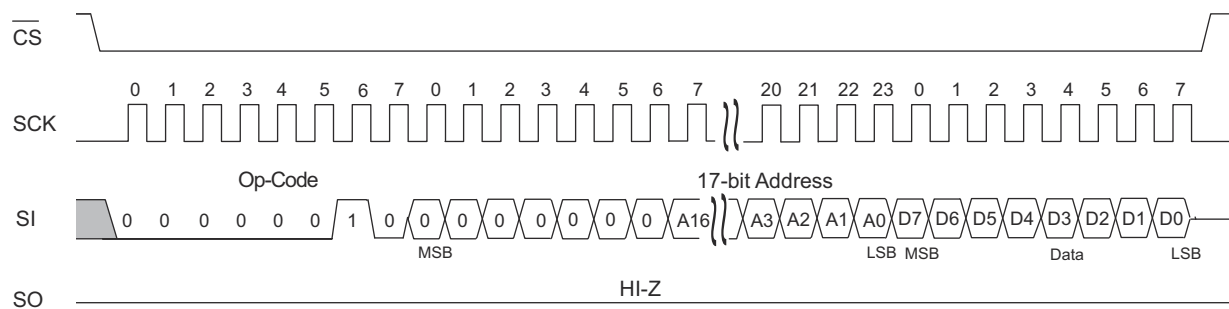 CS
0 1 2 3 4 5 6 7 0 1 2 3 4 5 6 7 20 21 22 23 0 1 2 3 4 5 6 7
SCK
Op-Code 17-bit Address
SI 0 0 0 0 0 0 1 0 0 0 0 0 0 0 0 A16 A3 A2 A1 A0 D7 D6 D5 D4 D3 D2 D1 D0
MSB LSB MSB Data LSB
HI-Z
SO